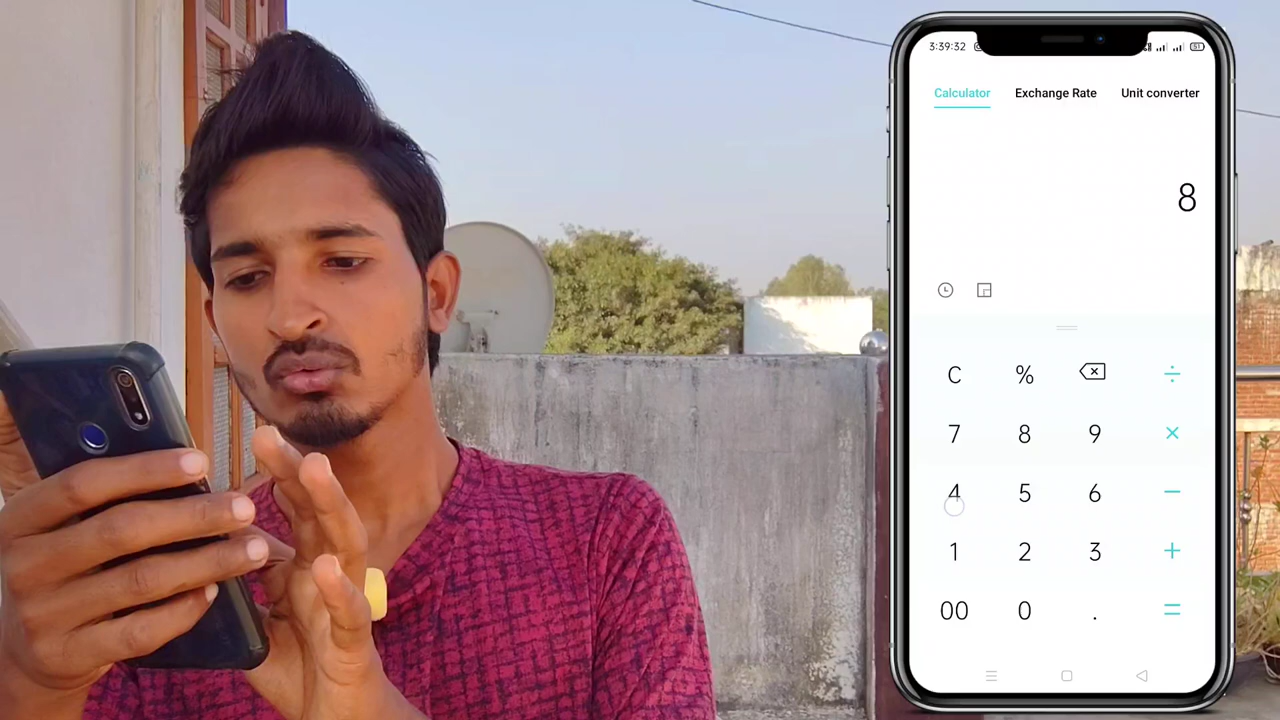 3:39:32
51
Calculator Exchange Rate Unit converter
8
C % ÷
7 8 9 ×
4 5 6 −
1 2 3 +
00 0 . =